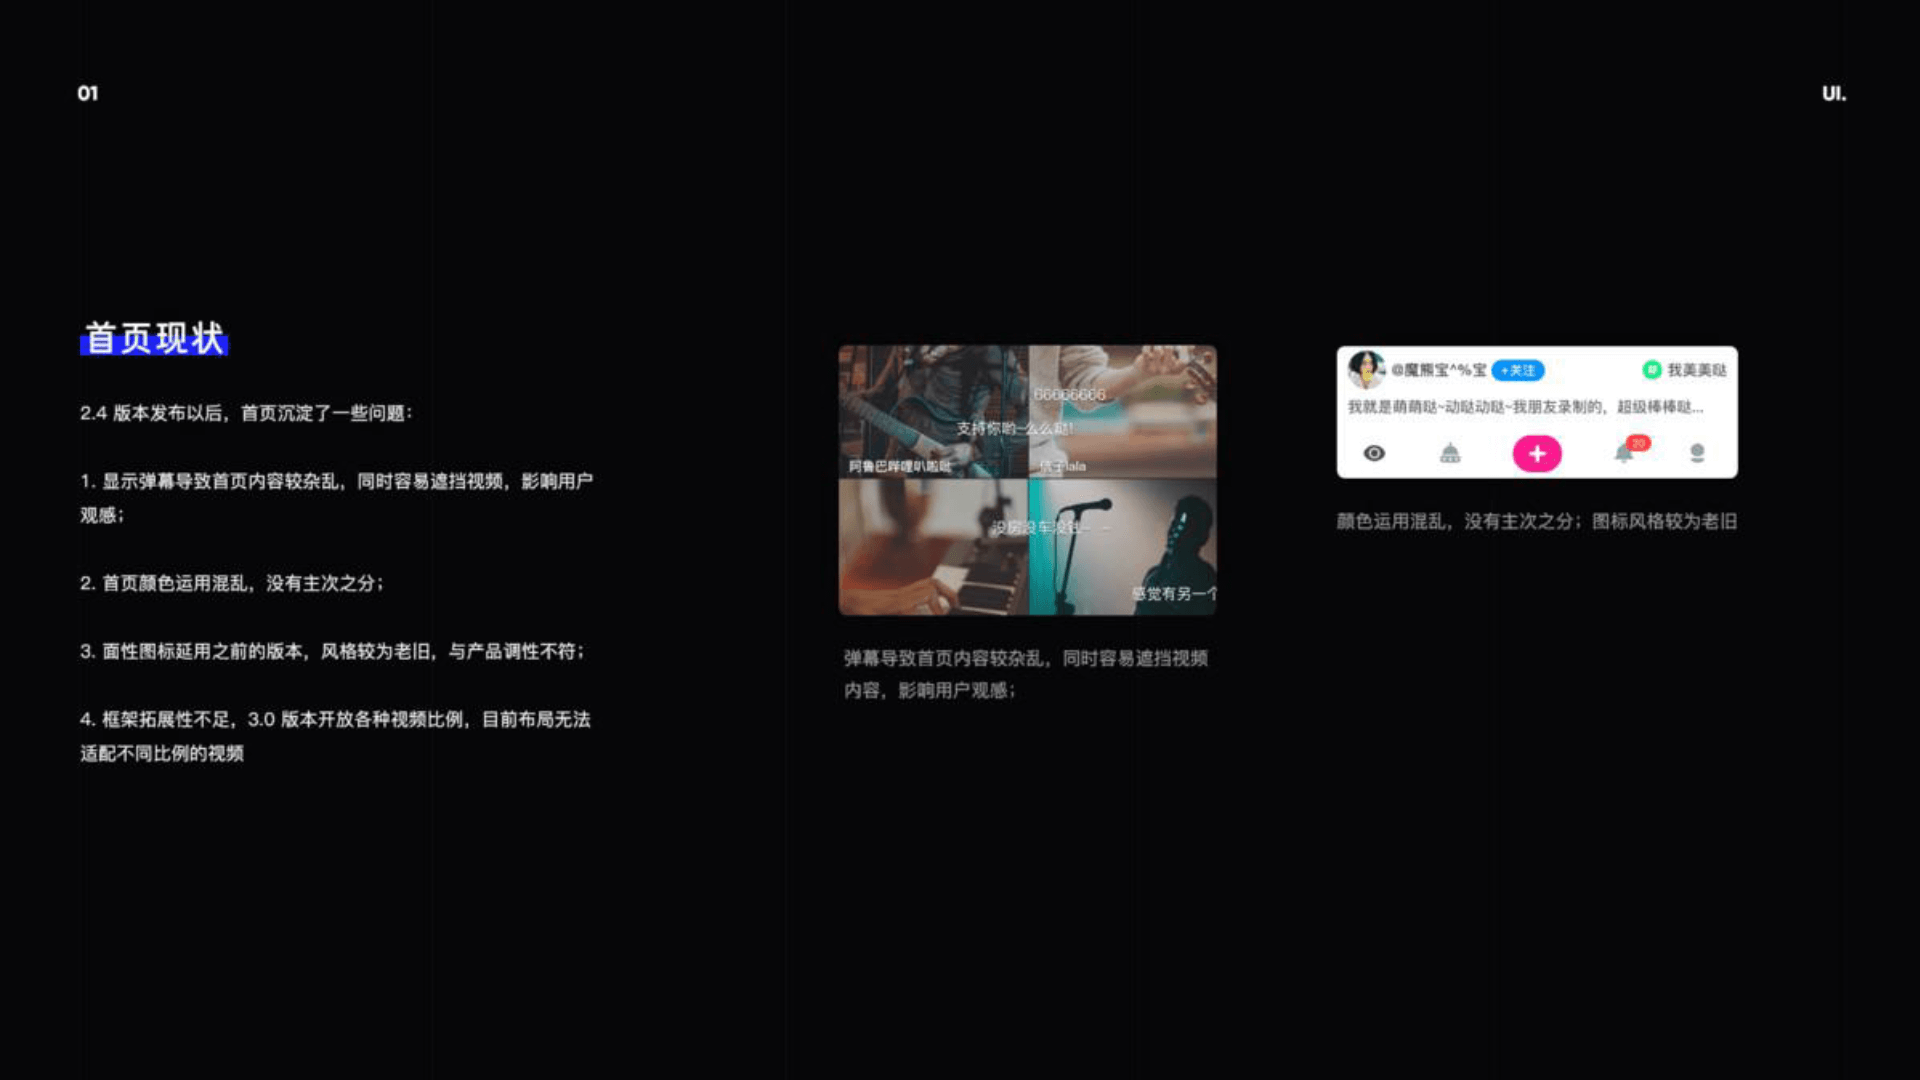 01
UI.
首页现状
2.4 版本发布以后，首页沉淀了一些问题：
1. 显示弹幕导致首页内容较杂乱，同时容易遮挡视频，影响用户
观感；
2. 首页颜色运用混乱，没有主次之分；
3. 面性图标延用之前的版本，风格较为老旧，与产品调性不符；
4. 框架拓展性不足，3.0 版本开放各种视频比例，目前布局无法
适配不同比例的视频
66666666
支持你哟~么么哒!
阿鲁巴哔哩叭啦呲
信子lala
没房没车没钱~ ~
感觉有另一个
弹幕导致首页内容较杂乱，同时容易遮挡视频
内容，影响用户观感；
@魔熊宝^%宝 +关注 我美美哒
我就是萌萌哒~动哒动哒~我朋友录制的，超级棒棒哒...
20
颜色运用混乱，没有主次之分；图标风格较为老旧